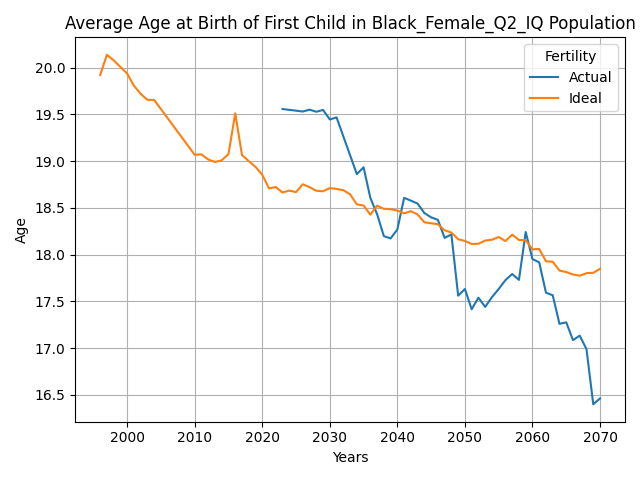 Average Age at Birth of First Child in Black_Female_Q2_IQ Population
Fertility
Actual
Ideal
Age
20.0
19.5
19.0
18.5
18.0
17.5
17.0
16.5
2000 2010 2020 2030 2040 2050 2060 2070
Years